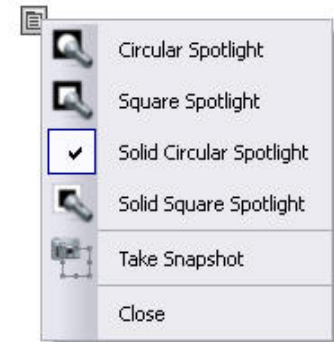 Circular Spotlight
Square Spotlight
Solid Circular Spotlight
Solid Square Spotlight
Take Snapshot
Close